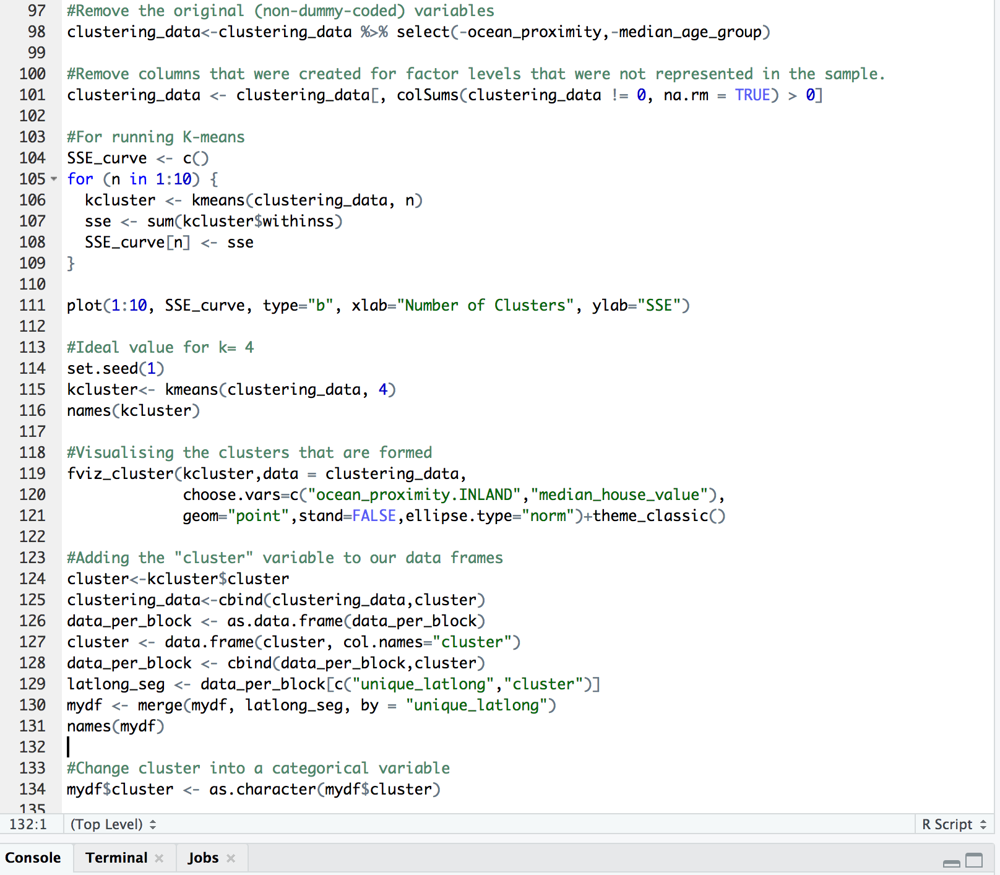 97 #Remove the original (non-dummy-coded) variables
98 clustering_data<-clustering_data %>% select(-ocean_proximity,-median_age_group)
99
100 #Remove columns that were created for factor levels that were not represented in the sample.
101 clustering_data <- clustering_data[, colSums(clustering_data != 0, na.rm = TRUE) > 0]
102
103 #For running K-means
104 SSE_curve <- c()
105 for (n in 1:10) {
106   kcluster <- kmeans(clustering_data, n)
107   sse <- sum(kcluster$withinss)
108   SSE_curve[n] <- sse
109 }
110
111 plot(1:10, SSE_curve, type="b", xlab="Number of Clusters", ylab="SSE")
112
113 #Ideal value for k= 4
114 set.seed(1)
115 kcluster<- kmeans(clustering_data, 4)
116 names(kcluster)
117
118 #Visualising the clusters that are formed
119 fviz_cluster(kcluster,data = clustering_data,
120              choose.vars=c("ocean_proximity.INLAND","median_house_value"),
121              geom="point",stand=FALSE,ellipse.type="norm")+theme_classic()
122
123 #Adding the "cluster" variable to our data frames
124 cluster<-kcluster$cluster
125 clustering_data<-cbind(clustering_data,cluster)
126 data_per_block <- as.data.frame(data_per_block)
127 cluster <- data.frame(cluster, col.names="cluster")
128 data_per_block <- cbind(data_per_block,cluster)
129 latlong_seg <- data_per_block[c("unique_latlong","cluster")]
130 mydf <- merge(mydf, latlong_seg, by = "unique_latlong")
131 names(mydf)
132
133 #Change cluster into a categorical variable
134 mydf$cluster <- as.character(mydf$cluster)
135
132:1 (Top Level) R Script
Console Terminal Jobs